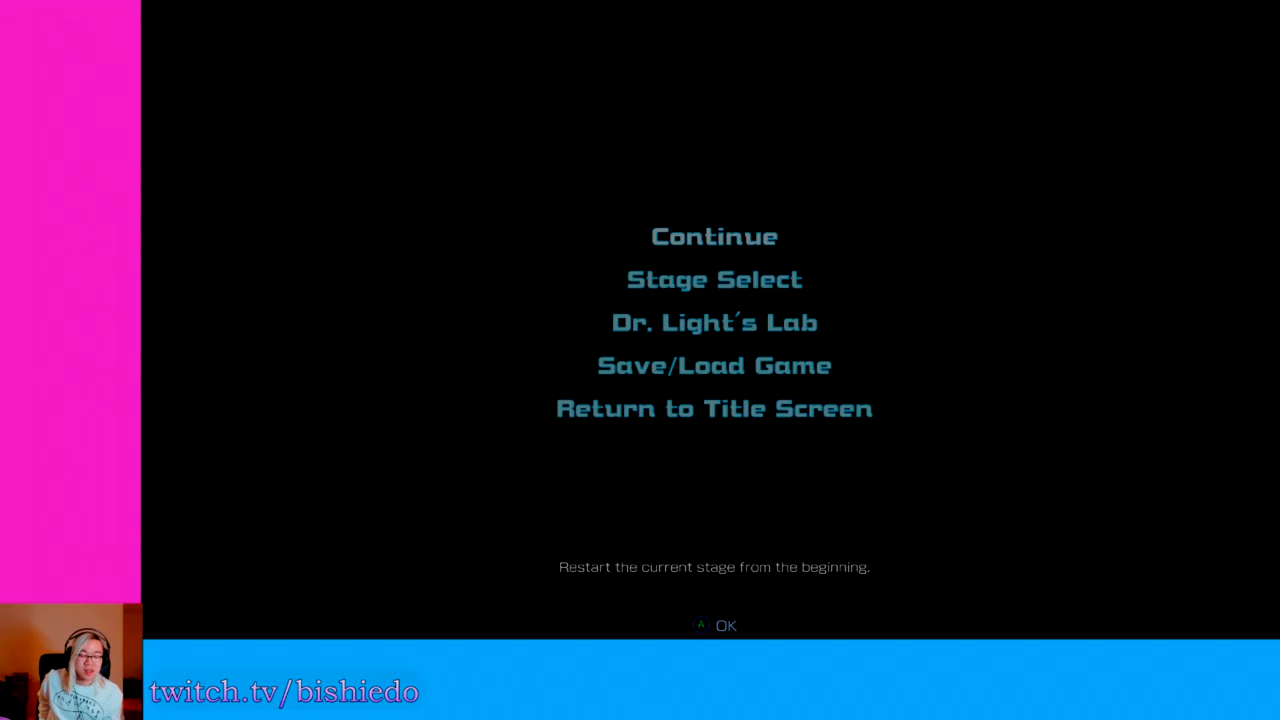 Continue
Stage Select
Dr. Light's Lab
Save/Load Game
Return to Title Screen
Restart the current stage from the beginning.
A OK
twitch.tv/bishiedo